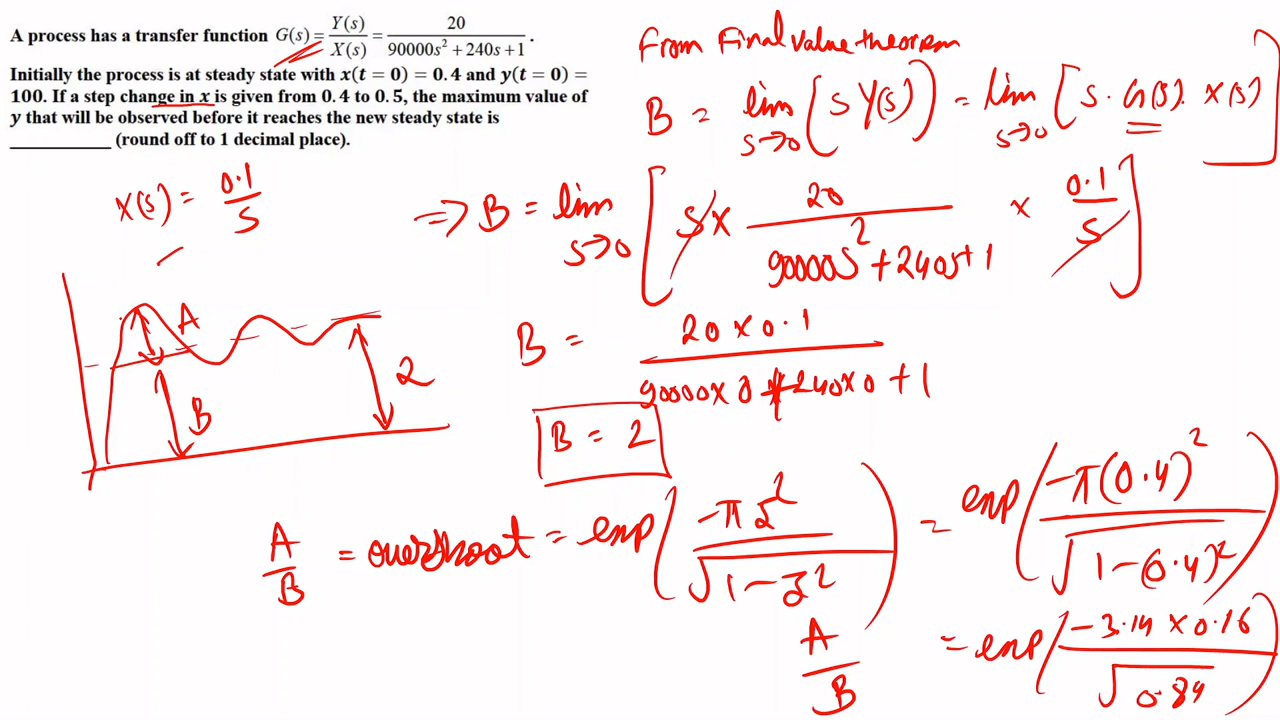 A process has a transfer function G(s) = Y(s)/X(s) = 20/(90000s² + 240s + 1) .
Initially the process is at steady state with x(t = 0) = 0.4 and y(t = 0) =
100. If a step change in x is given from 0.4 to 0.5, the maximum value of
y that will be observed before it reaches the new steady state is
__________ (round off to 1 decimal place).
X(s) = 0.1/S
A
B
2
From Final value theorem
B = lim S→0 (S Y(s)) = lim S→0 [S · G(s) · X(s)]
⇒ B = lim S→0 [S × 20/(90000S² + 240S + 1) × 0.1/S]
B = 20 × 0.1/(90000 × 0 + 240 × 0 + 1)
B = 2
A/B = overshoot = exp(-π ζ²/√(1 - ζ²)) = exp(-π(0.4)²/√(1 - (0.4)²))
A/B = exp(-3.14 × 0.16/√0.84)